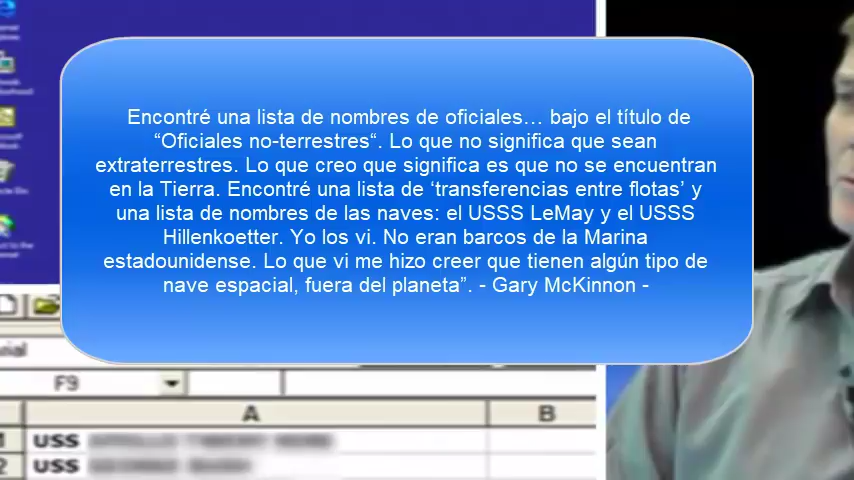 Encontré una lista de nombres de oficiales... bajo el título de
“Oficiales no-terrestres“. Lo que no significa que sean
extraterrestres. Lo que creo que significa es que no se encuentran
en la Tierra. Encontré una lista de ‘transferencias entre flotas’ y
una lista de nombres de las naves: el USSS LeMay y el USSS
Hillenkoetter. Yo los vi. No eran barcos de la Marina
estadounidense. Lo que vi me hizo creer que tienen algún tipo de
nave espacial, fuera del planeta”. - Gary McKinnon -
F9
A B
1 USS
2 USS